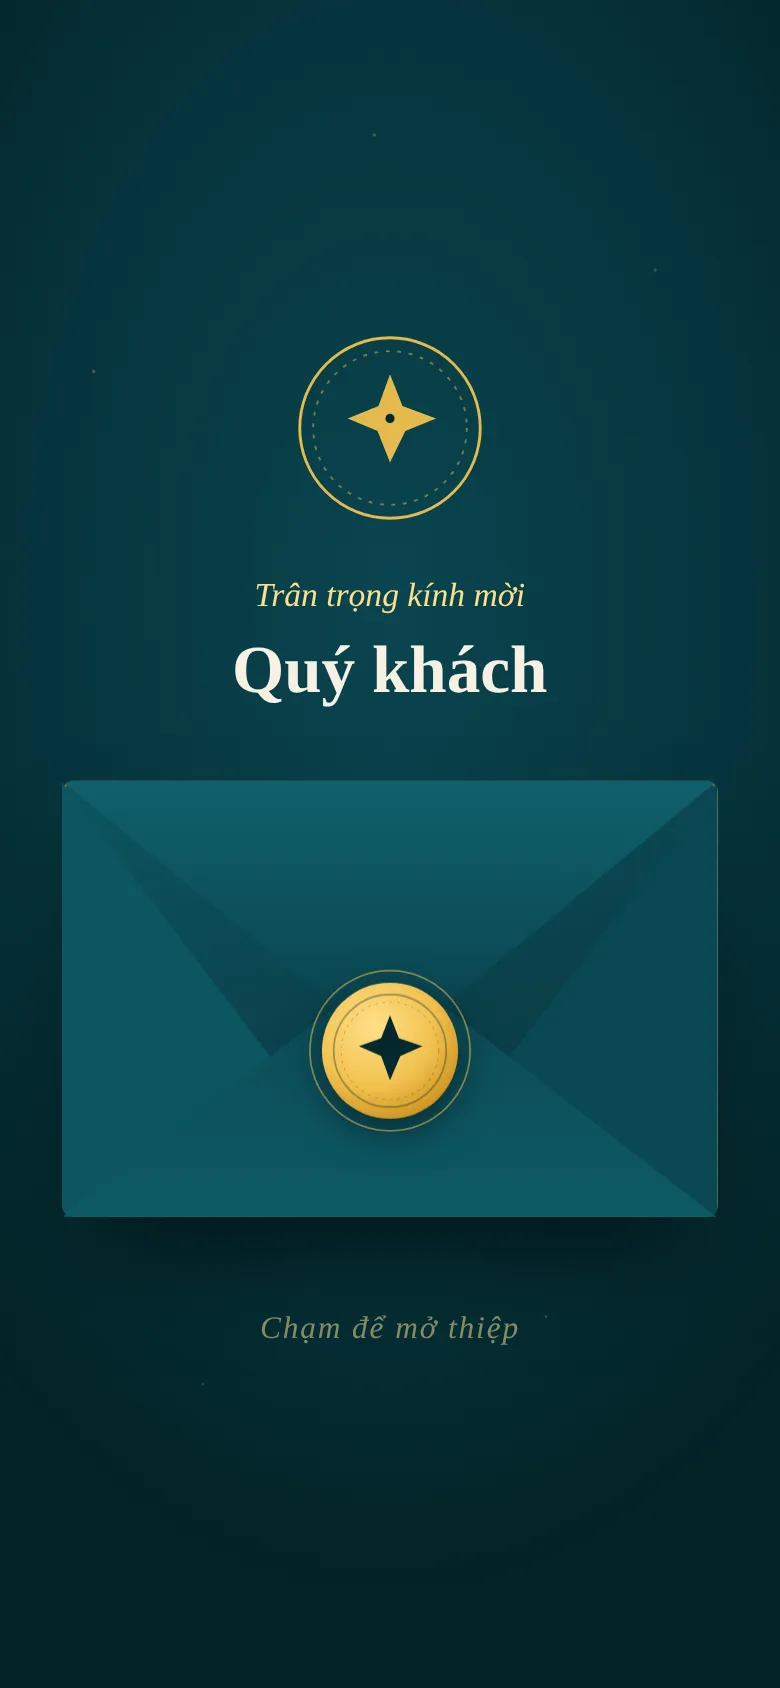 Trân trọng kính mời
Quý khách
Chạm để mở thiệp